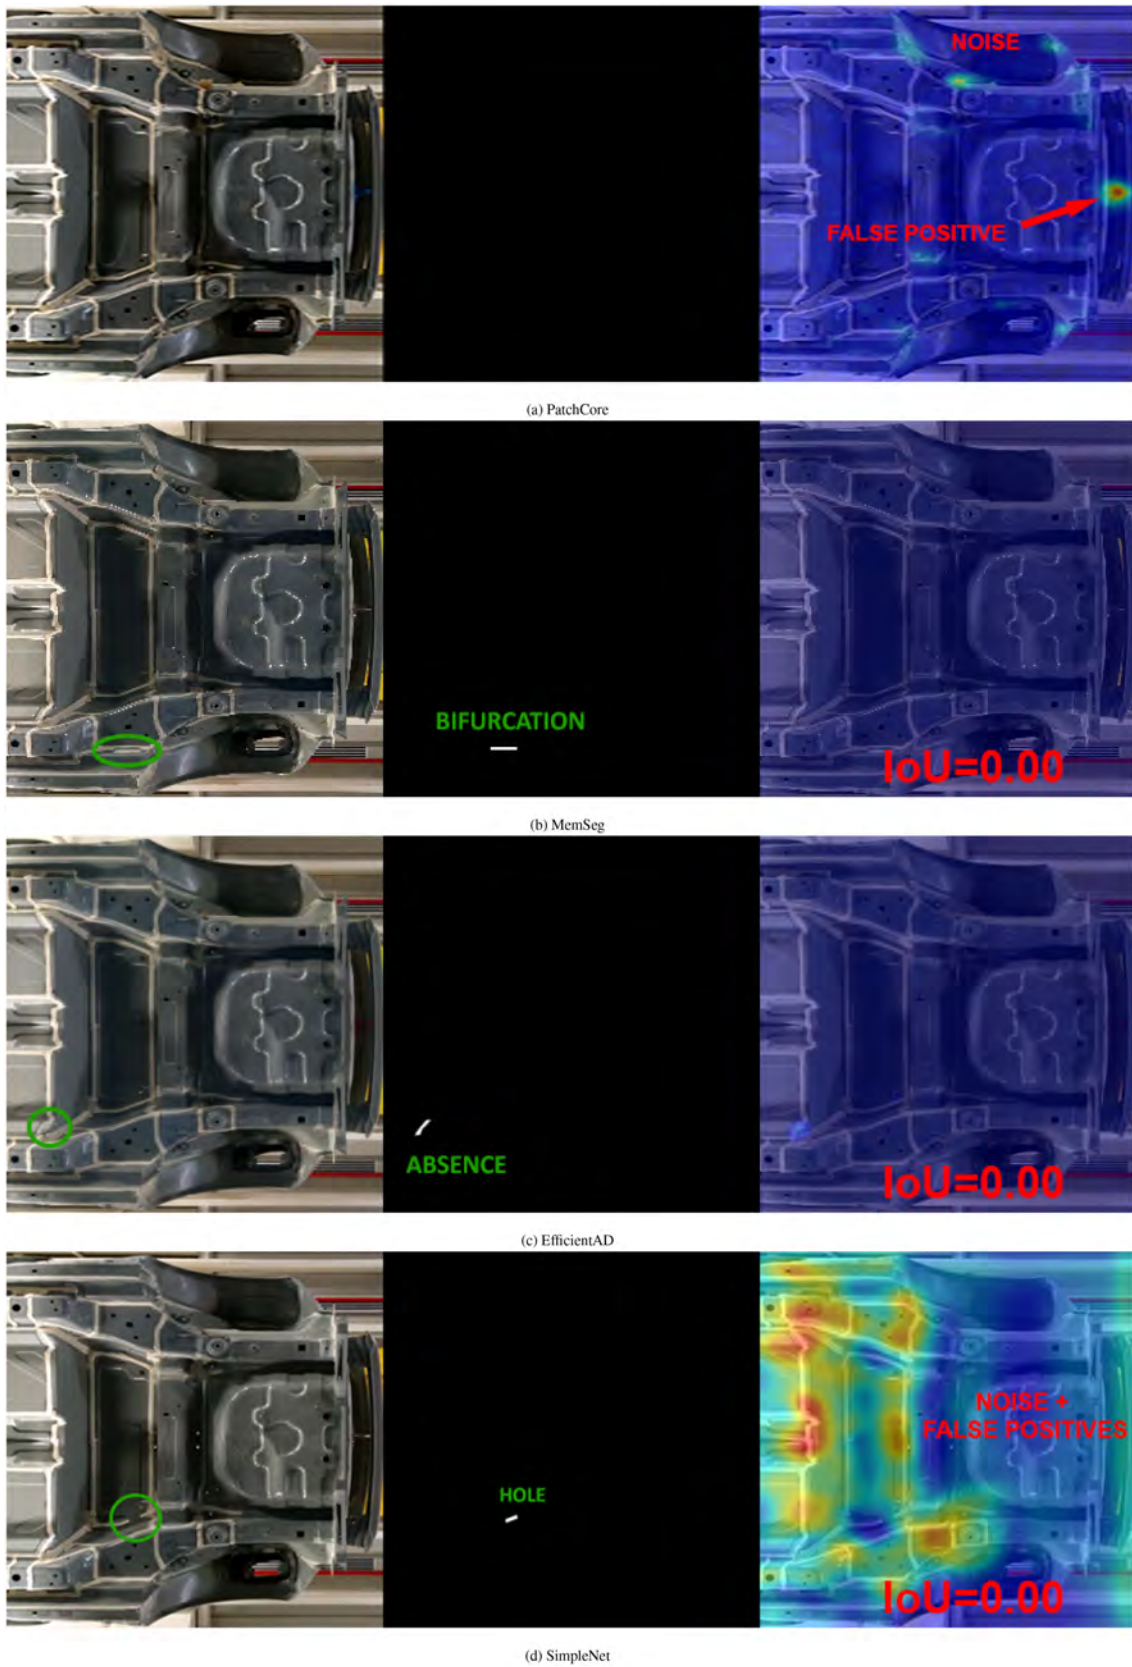 NOISE
FALSE POSITIVE
(a) PatchCore
BIFURCATION
IoU=0.00
(b) MemSeg
ABSENCE
IoU=0.00
(c) EfficientAD
HOLE
NOISE +
FALSE POSITIVES
IoU=0.00
(d) SimpleNet